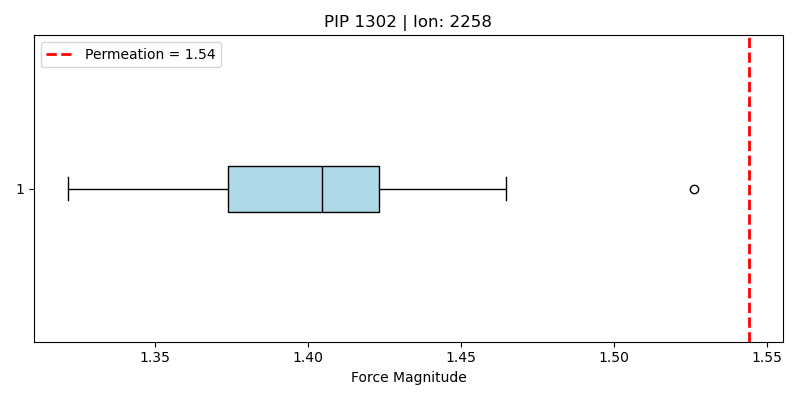 PIP 1302 | Ion: 2258
Permeation = 1.54
1
1.35 1.40 1.45 1.50 1.55
Force Magnitude